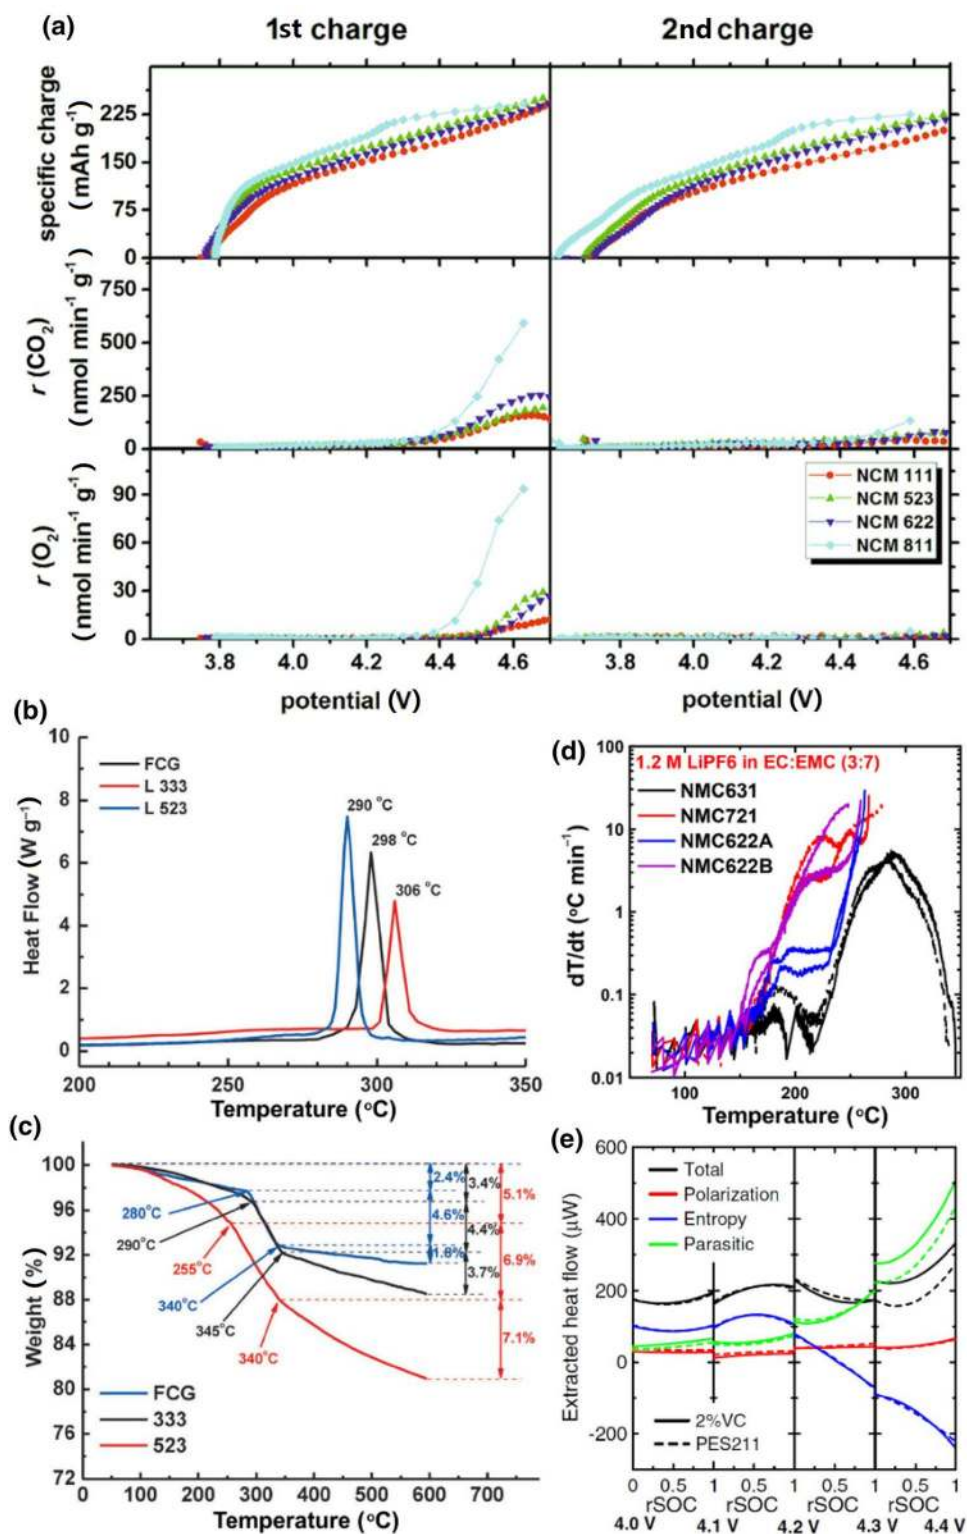 (a)
1st charge
2nd charge
specific charge
(mAh g⁻¹)
225
150
75
0
r (CO₂)
(nmol min⁻¹ g⁻¹)
750
500
250
0
r (O₂)
(nmol min⁻¹ g⁻¹)
90
60
30
0
NCM 111
NCM 523
NCM 622
NCM 811
3.8 4.0 4.2 4.4 4.6
3.8 4.0 4.2 4.4 4.6
potential (V)
potential (V)
(b)
Heat Flow (W g⁻¹)
10
8
6
4
2
0
FCG
L 333
L 523
290 °C
298 °C
306 °C
200 250 300 350
Temperature (°C)
(d)
dT/dt (°C min⁻¹)
100
10
1
0.1
0.01
1.2 M LiPF6 in EC:EMC (3:7)
NMC631
NMC721
NMC622A
NMC622B
100 200 300
Temperature (°C)
(c)
Weight (%)
100
96
92
88
84
80
76
72
280°C
290°C
255°C
340°C
345°C
340°C
2.4%
4.6%
1.8%
3.4%
4.4%
3.7%
5.1%
6.9%
7.1%
FCG
333
523
0 100 200 300 400 500 600 700
Temperature (°C)
(e)
Extracted heat flow (μW)
600
400
200
0
-200
Total
Polarization
Entropy
Parasitic
2%VC
PES211
0 0.5 1 0.5 1 0.5 1 0.5 1
rSOC rSOC rSOC rSOC
4.0 V 4.1 V 4.2 V 4.3 V 4.4 V